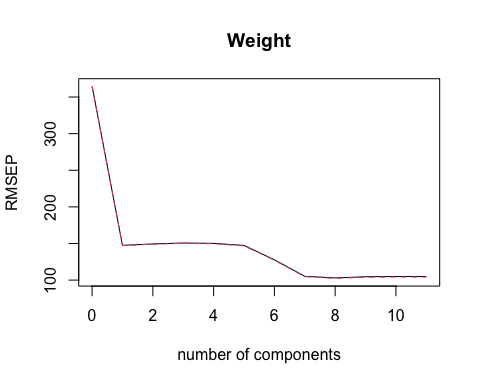 Weight
RMSEP
100
200
300
0 2 4 6 8 10
number of components